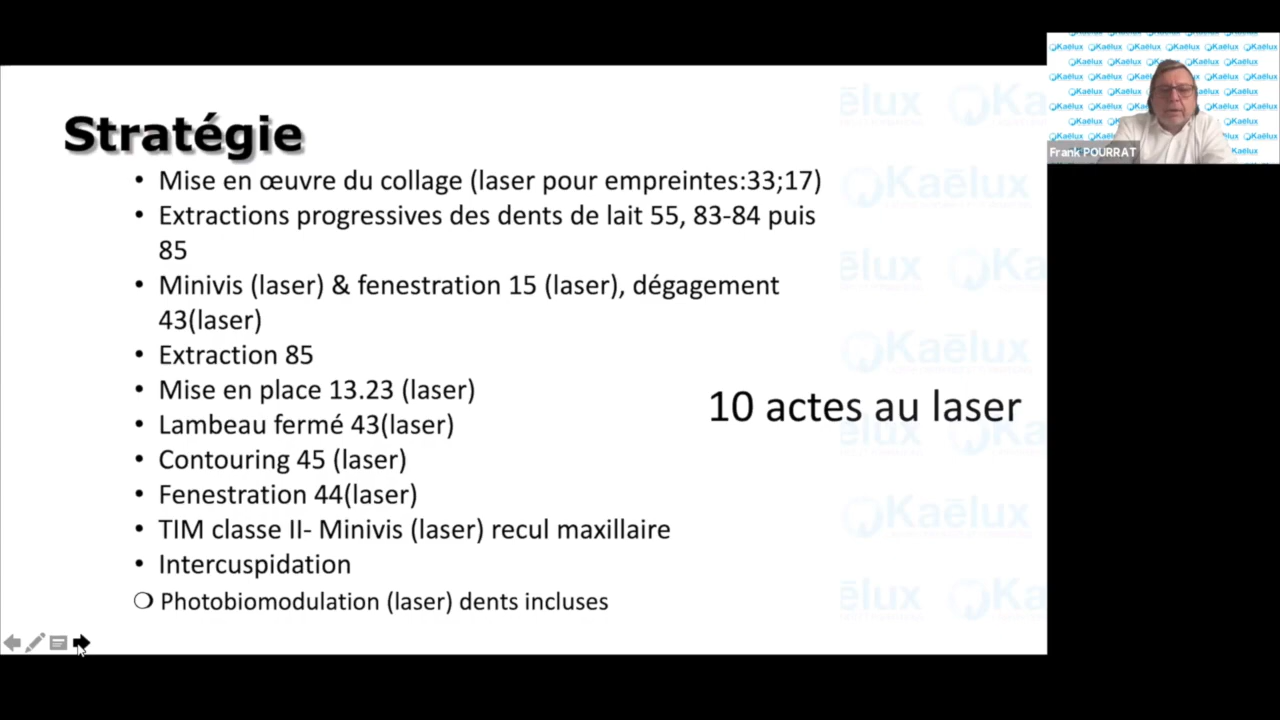 Stratégie
• Mise en œuvre du collage (laser pour empreintes:33;17)
• Extractions progressives des dents de lait 55, 83-84 puis
85
• Minivis (laser) & fenestration 15 (laser), dégagement
43(laser)
• Extraction 85
• Mise en place 13.23 (laser)
• Lambeau fermé 43(laser)
• Contouring 45 (laser)
• Fenestration 44(laser)
• TIM classe II- Minivis (laser) recul maxillaire
• Intercuspidation
❍ Photobiomodulation (laser) dents incluses
10 actes au laser
Frank POURRAT
Kaēlux